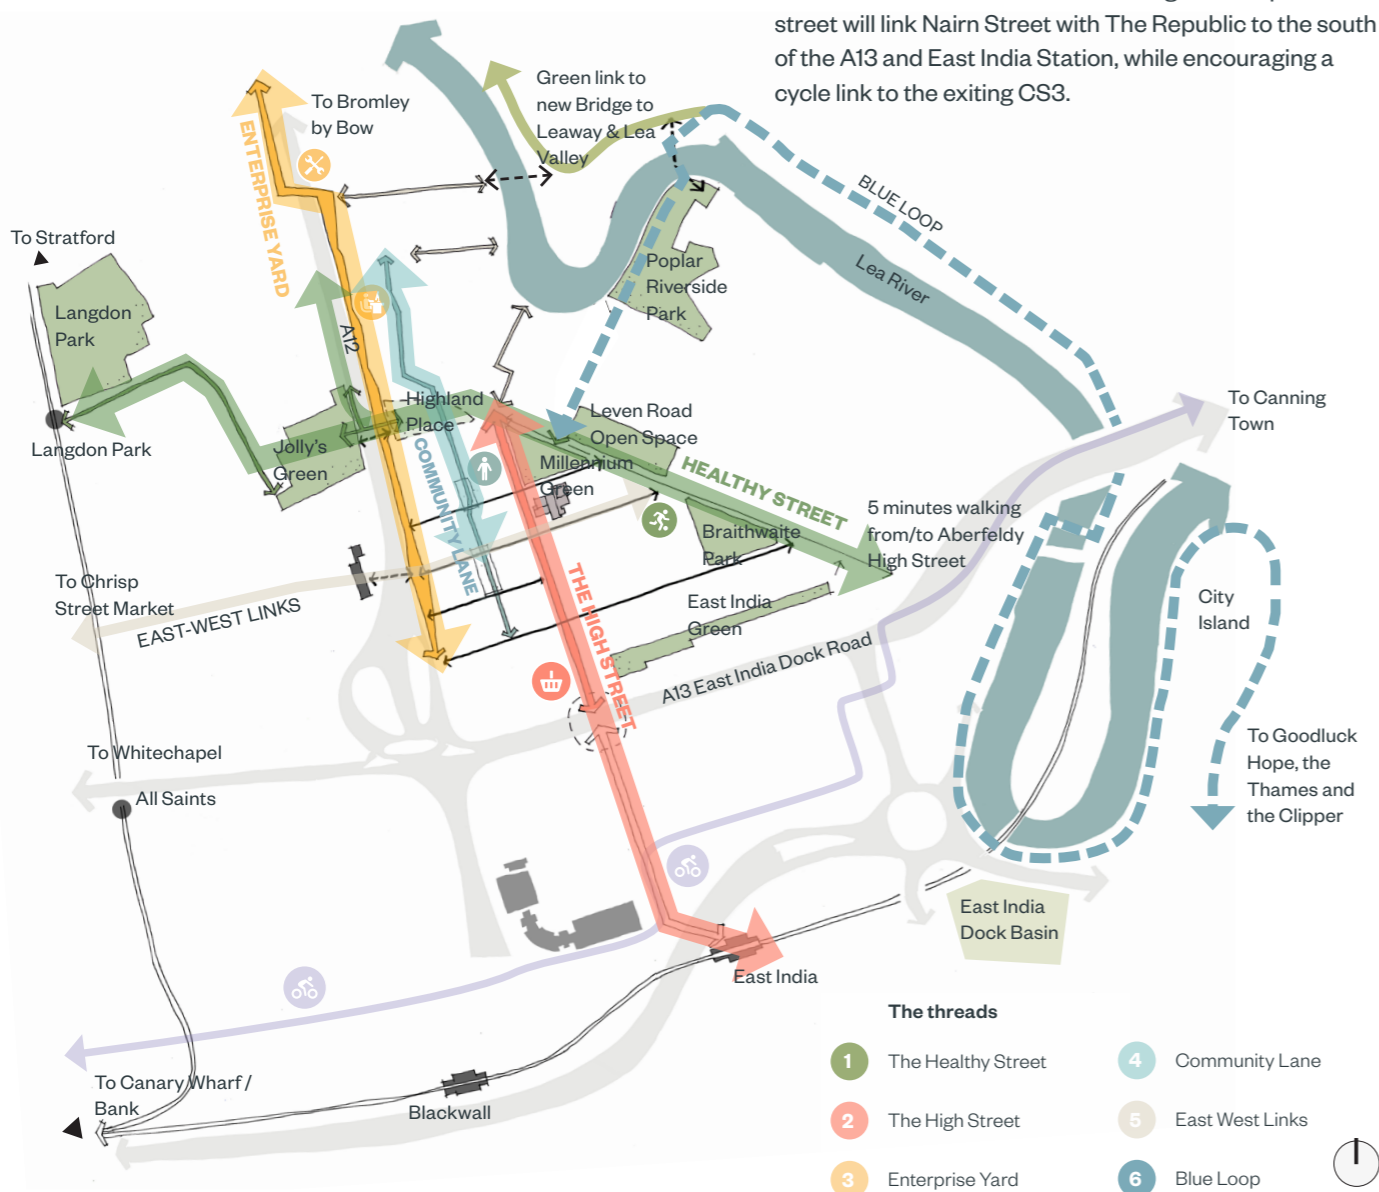 street will link Nairn Street with The Republic to the south
of the A13 and East India Station, while encouraging a
cycle link to the exiting CS3.
To Bromley
by Bow
Green link to
new Bridge to
Leaway & Lea
Valley
ENTERPRISE YARD
BLUE LOOP
Lea River
To Stratford
Langdon
Park
Poplar
Riverside
Park
A12
Highland
Place
Langdon Park
Jolly's
Green
COMMUNITY LANE
Leven Road
Open Space
Millennium
Green
HEALTHY STREET
To Canning
Town
Braithwaite
Park
5 minutes walking
from/to Aberfeldy
High Street
To Chrisp
Street Market
EAST-WEST LINKS
THE HIGH STREET
East India
Green
City
Island
A13 East India Dock Road
To Whitechapel
All Saints
To Goodluck
Hope, the
Thames and
the Clipper
East India
Dock Basin
East India
To Canary Wharf /
Bank
Blackwall
The threads
1 The Healthy Street
2 The High Street
3 Enterprise Yard
4 Community Lane
5 East West Links
6 Blue Loop